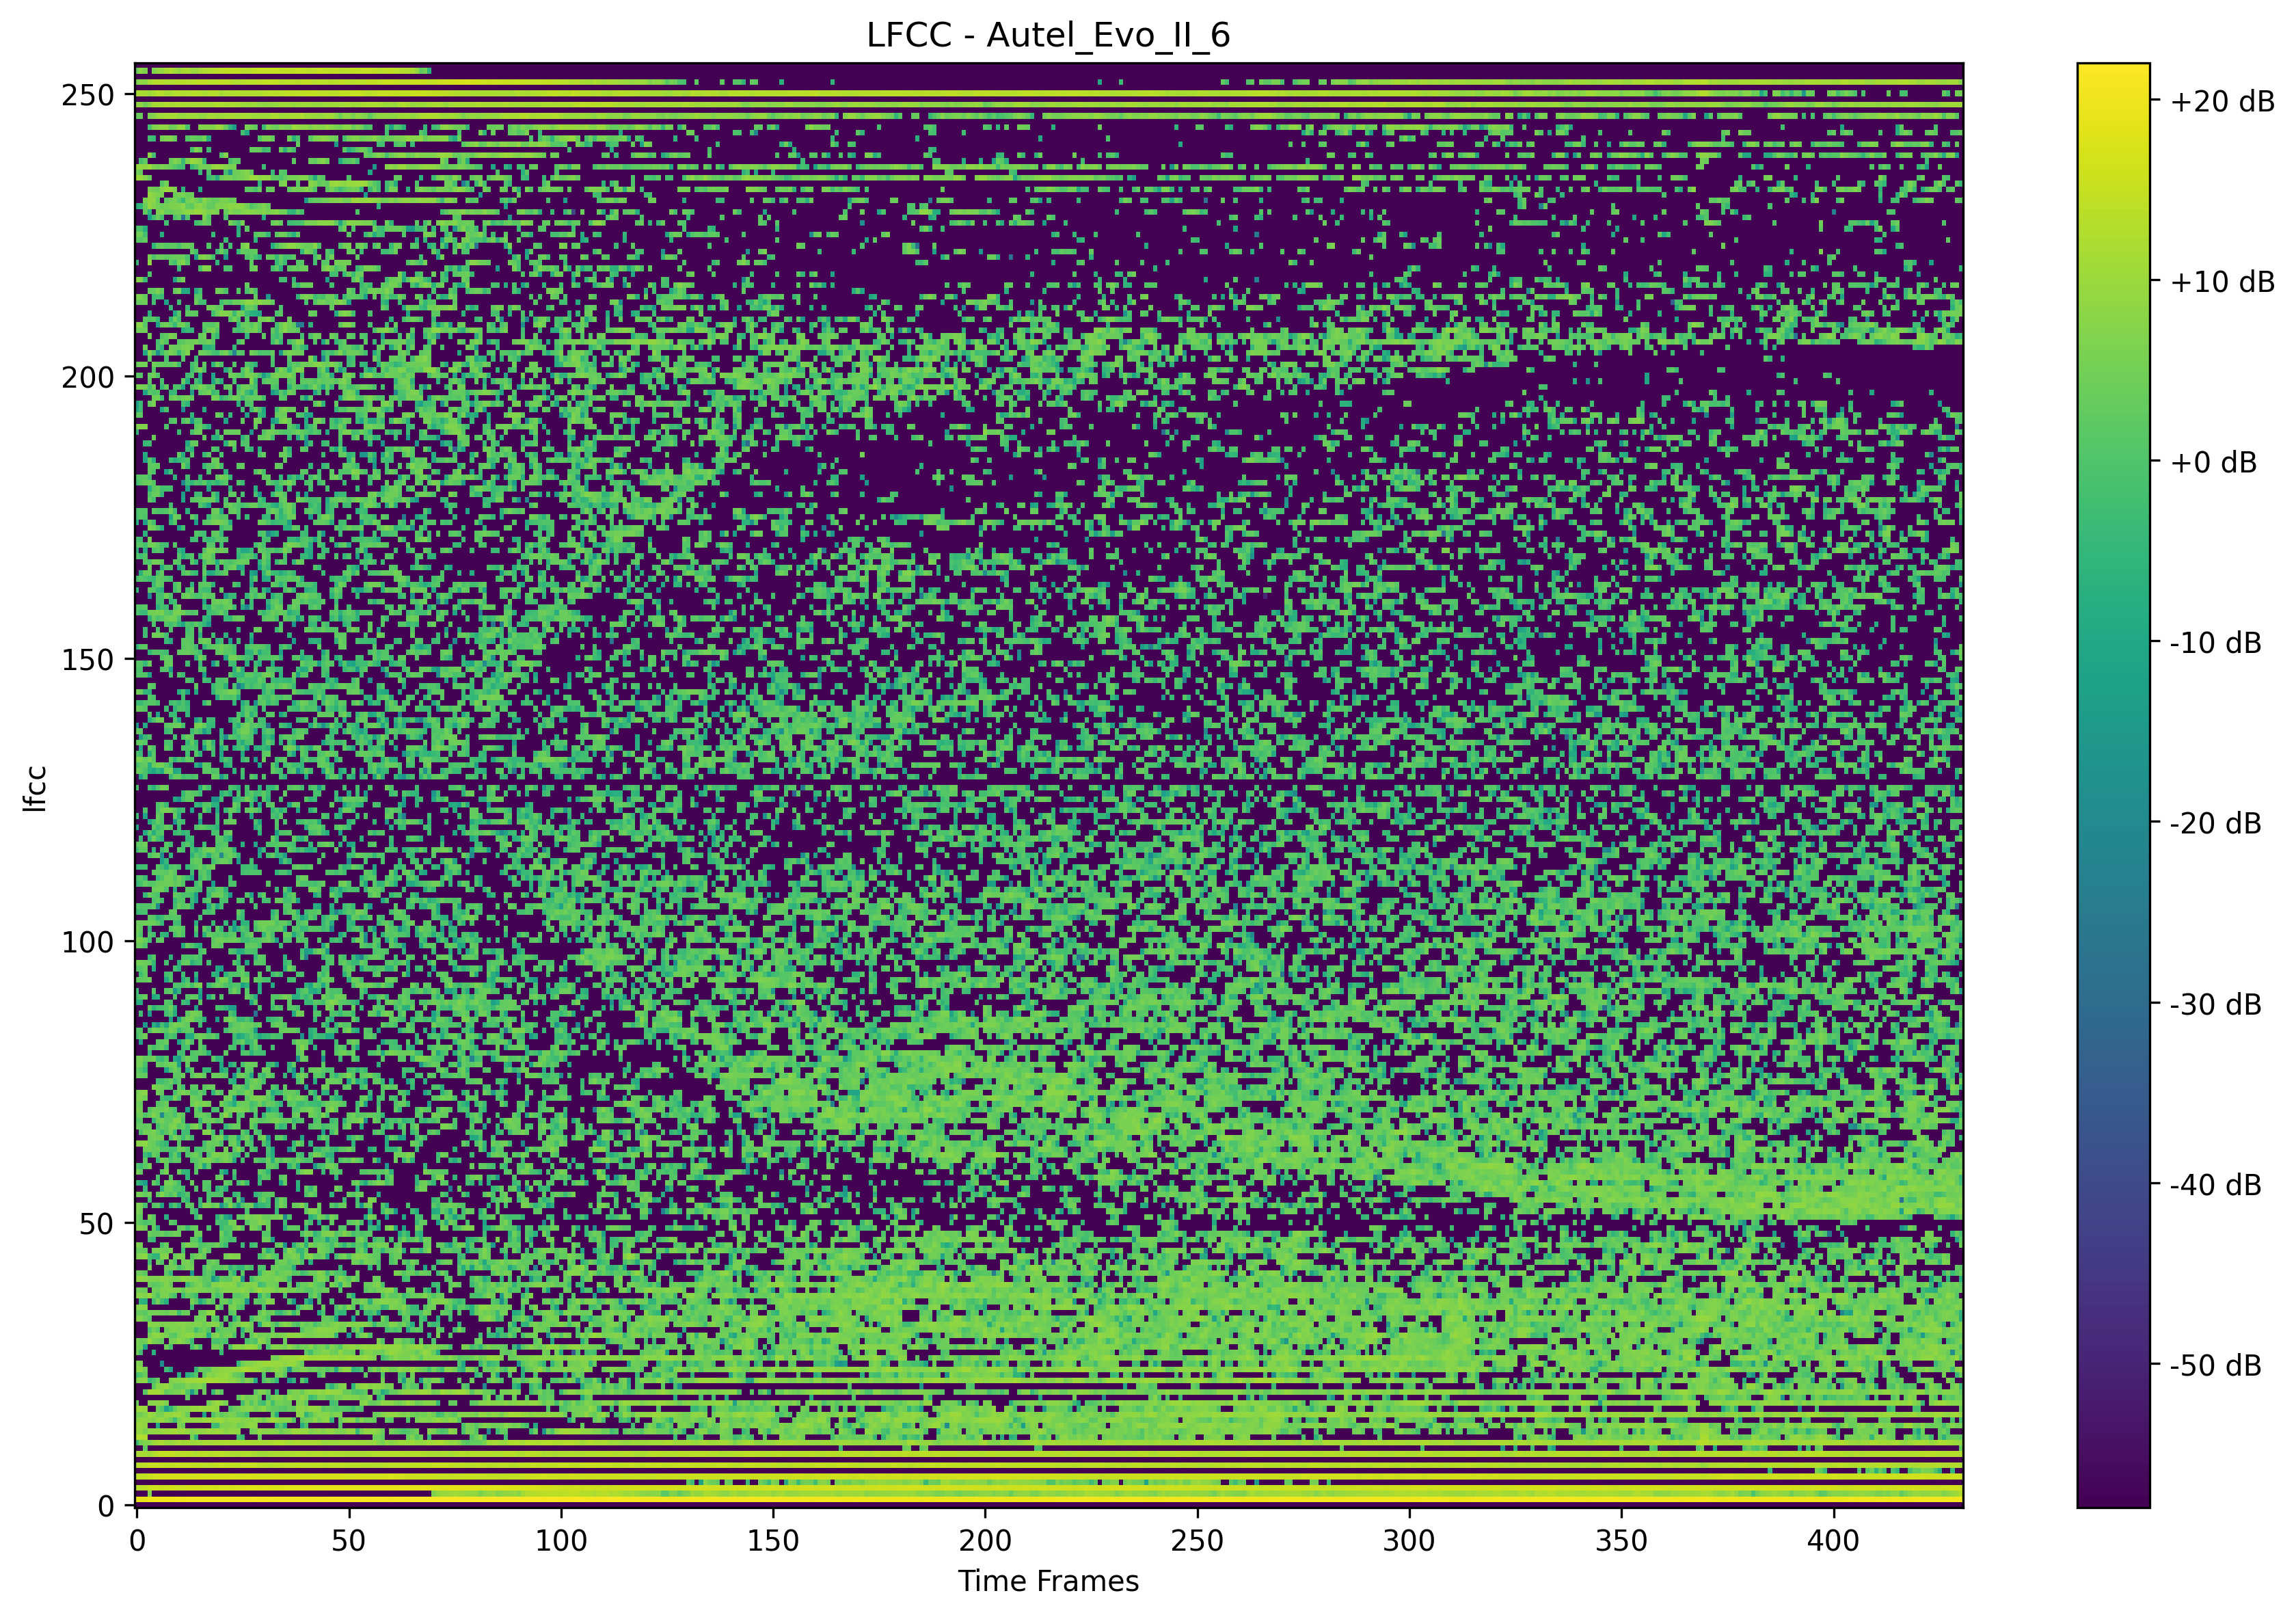 LFCC - Autel_Evo_II_6
250
200
150
100
50
0
lfcc
0 50 100 150 200 250 300 350 400
Time Frames
+20 dB
+10 dB
+0 dB
-10 dB
-20 dB
-30 dB
-40 dB
-50 dB